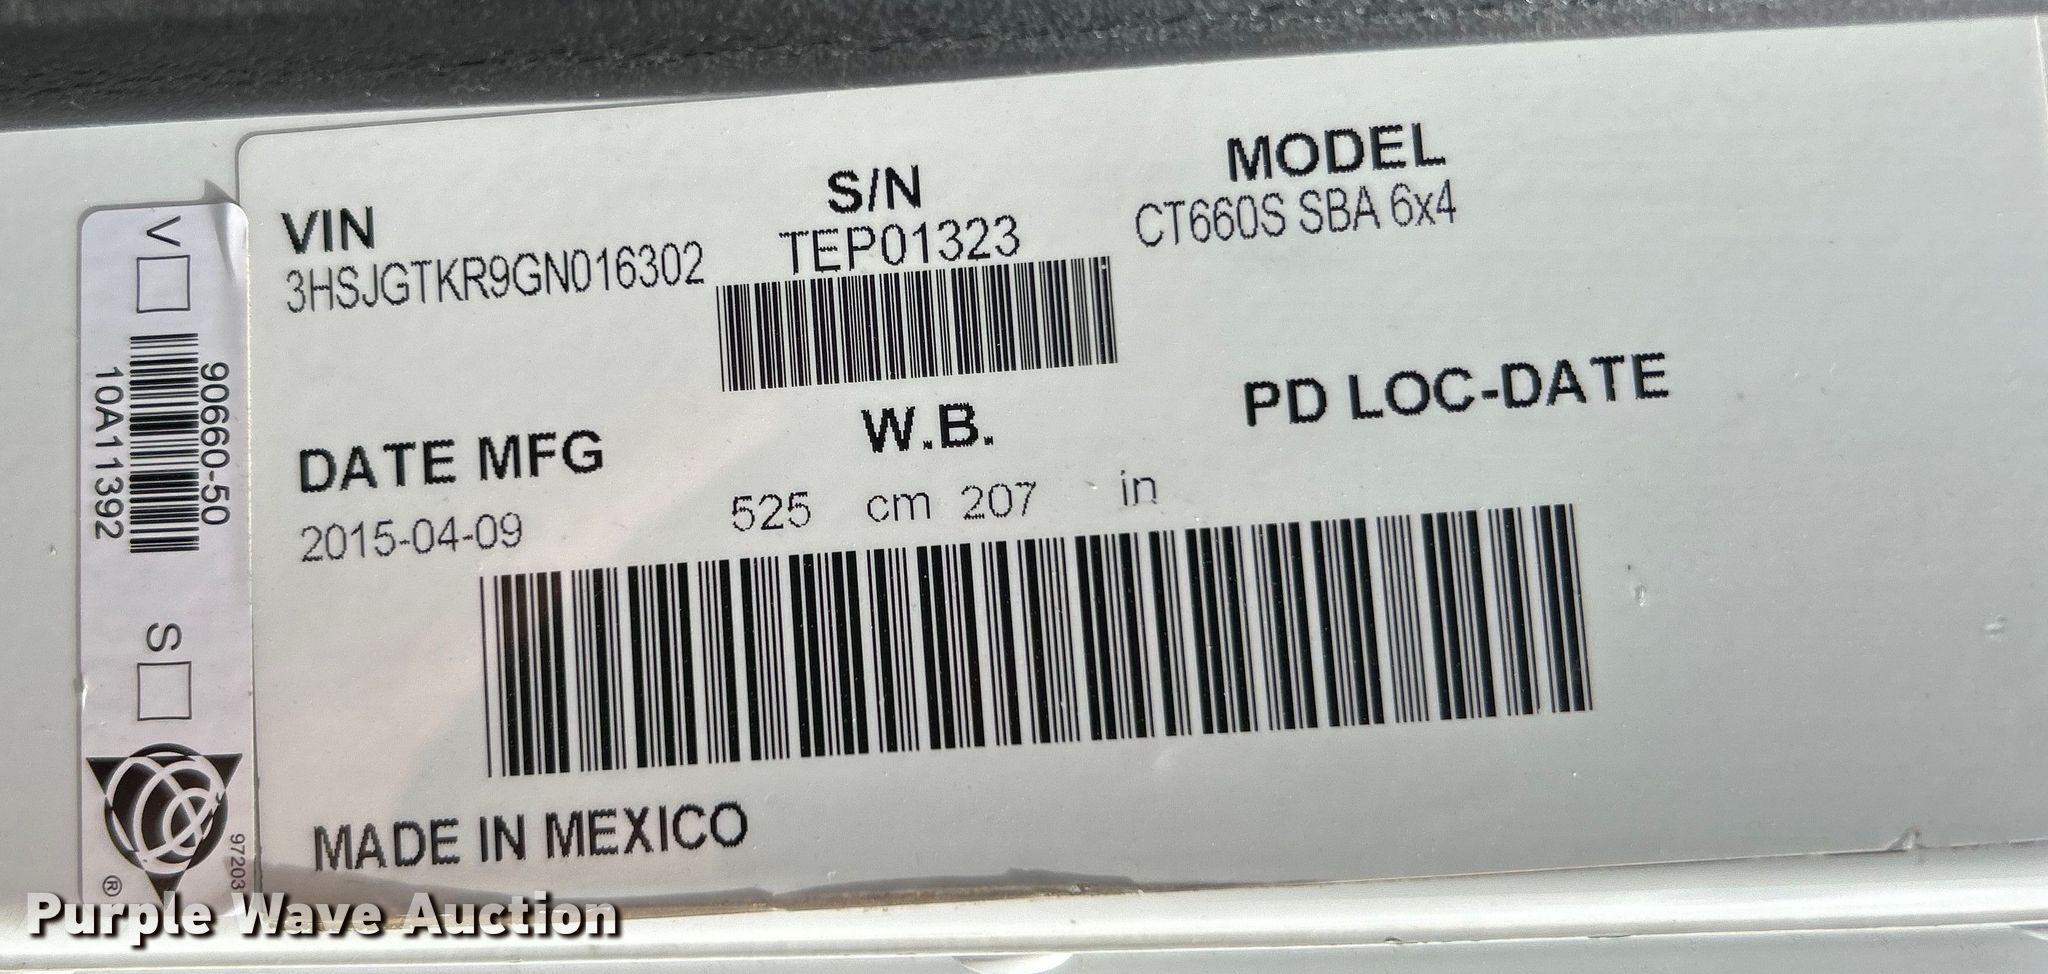 VIN
3HSJGTKR9GN016302
S/N
TEP01323
MODEL
CT660S SBA 6x4
DATE MFG
2015-04-09
W.B.
525 cm 207 in
PD LOC-DATE
MADE IN MEXICO
V
90660-50
10A11392
S
97203
®
Purple Wave Auction